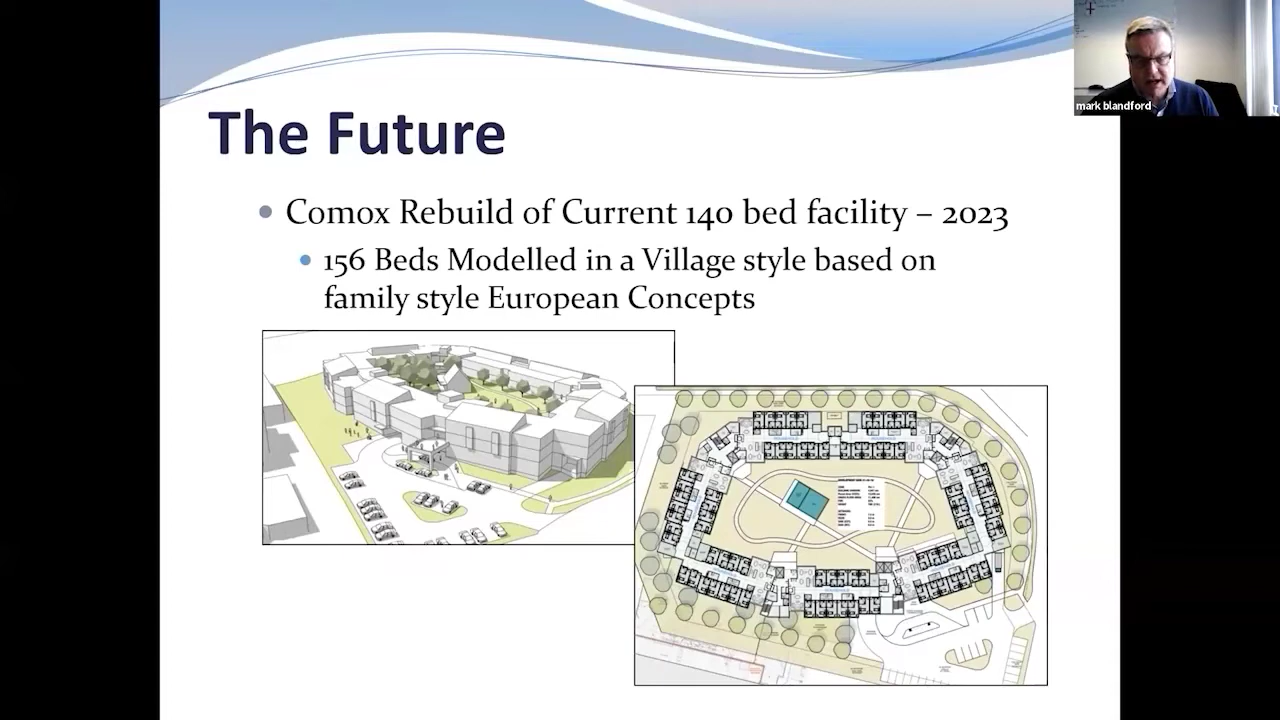 mark blandford
The Future
Comox Rebuild of Current 140 bed facility – 2023
156 Beds Modelled in a Village style based on
family style European Concepts